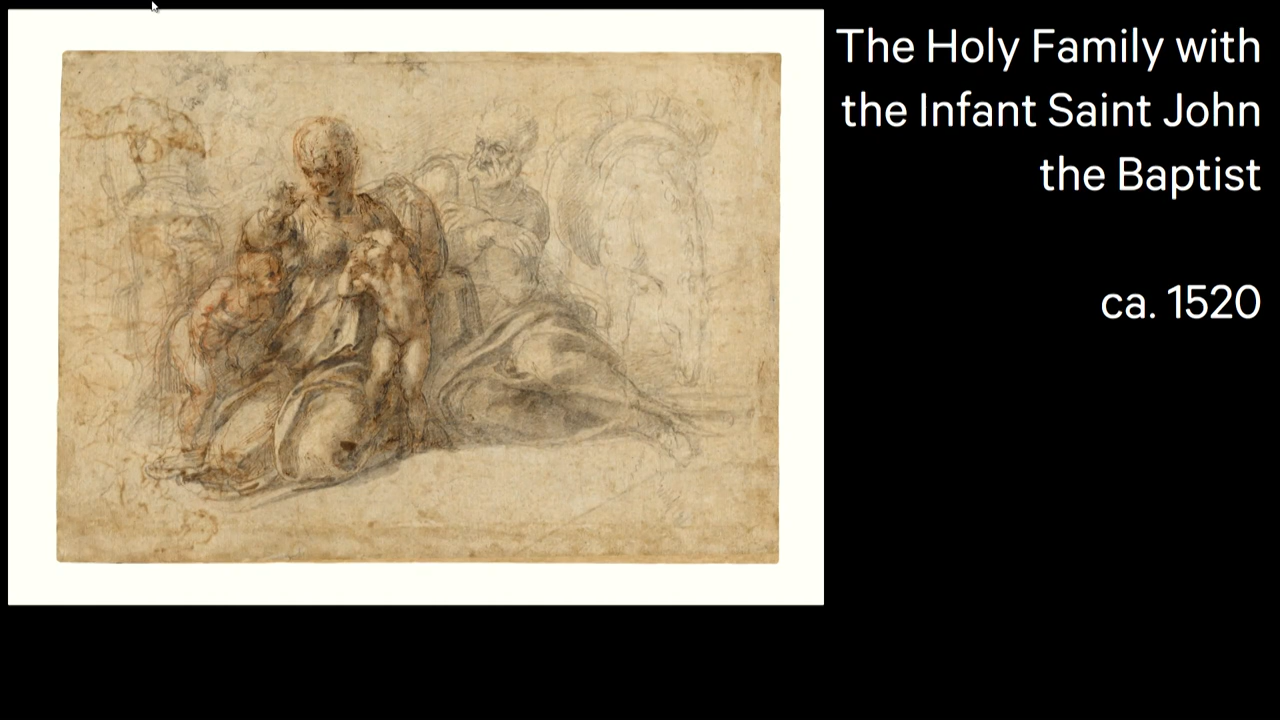 The Holy Family with
the Infant Saint John
the Baptist
ca. 1520